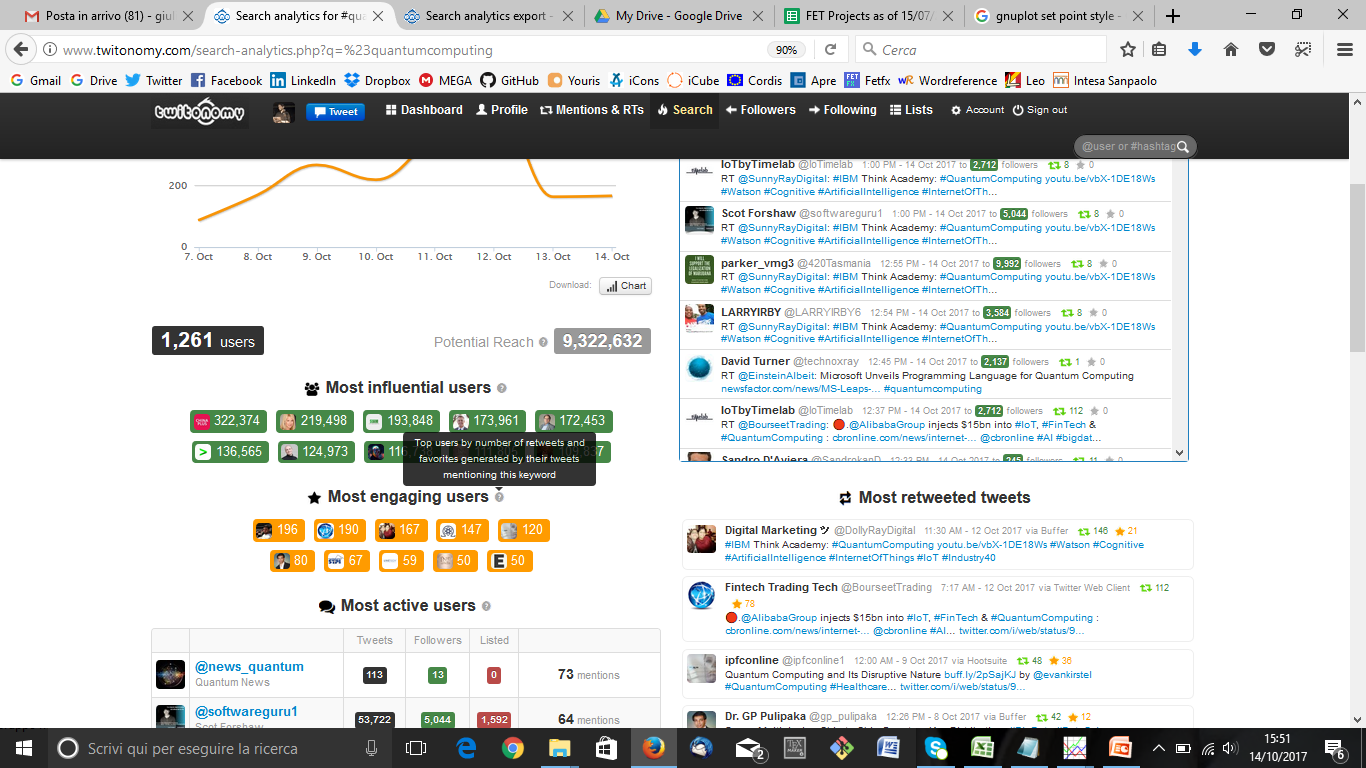 Posta in arrivo (81) - giul
Search analytics for #qua
Search analytics export -
My Drive - Google Drive
FET Projects as of 15/07/
gnuplot set point style -
www.twitonomy.com/search-analytics.php?q=%23quantumcomputing
90%
Cerca
Gmail Drive Twitter Facebook LinkedIn Dropbox MEGA GitHub Youris iCons iCube Cordis Apre Fetfx Wordreference Leo Intesa Sanpaolo
twitonomy
Tweet
Dashboard Profile Mentions & RTs Search Followers Following Lists Account Sign out
@user or #hashtag
200
0
7. Oct 8. Oct 9. Oct 10. Oct 11. Oct 12. Oct 13. Oct 14. Oct
Download: Chart
1,261 users
Potential Reach 9,322,632
Most influential users
322,374 219,498 193,848 173,961 172,453
136,565 124,973
Top users by number of retweets and
favorites generated by their tweets
mentioning this keyword
Most engaging users
196 190 167 147 120
80 67 59 50 50
Most active users
Tweets Followers Listed
@news_quantum
Quantum News
113 13 0 73 mentions
@softwareguru1
Scot Forshaw
53,722 5,044 1,592 64 mentions
IoTbyTimelab @IoTimelab 1:00 PM - 14 Oct 2017 to 2,712 followers 8 0
RT @SunnyRayDigital: #IBM Think Academy: #QuantumComputing youtu.be/vbX-1DE18Ws
#Watson #Cognitive #ArtificialIntelligence #InternetOfTh...
Scot Forshaw @softwareguru1 1:00 PM - 14 Oct 2017 to 5,044 followers 8 0
RT @SunnyRayDigital: #IBM Think Academy: #QuantumComputing youtu.be/vbX-1DE18Ws
#Watson #Cognitive #ArtificialIntelligence #InternetOfTh...
parker_vmg3 @420Tasmania 12:55 PM - 14 Oct 2017 to 9,992 followers 8 0
RT @SunnyRayDigital: #IBM Think Academy: #QuantumComputing youtu.be/vbX-1DE18Ws
#Watson #Cognitive #ArtificialIntelligence #InternetOfTh...
LARRYIRBY @LARRYIRBY6 12:54 PM - 14 Oct 2017 to 3,584 followers 8 0
RT @SunnyRayDigital: #IBM Think Academy: #QuantumComputing youtu.be/vbX-1DE18Ws
#Watson #Cognitive #ArtificialIntelligence #InternetOfTh...
David Turner @technoxray 12:45 PM - 14 Oct 2017 to 2,137 followers 1 0
RT @EinsteinAlbeit: Microsoft Unveils Programming Language for Quantum Computing
newsfactor.com/news/MS-Leaps-... #quantumcomputing
IoTbyTimelab @IoTimelab 12:37 PM - 14 Oct 2017 to 2,712 followers 112 0
RT @BourseetTrading: .@AlibabaGroup injects $15bn into #IoT, #FinTech &
#QuantumComputing : cbronline.com/news/internet-... @cbronline #AI #bigdat...
Sandro D'Aviera @SandrokanD 12:33 PM - 14 Oct 2017 to 245 followers 11 0
Most retweeted tweets
Digital Marketing ツ @DollyRayDigital 11:30 AM - 12 Oct 2017 via Buffer 146 21
#IBM Think Academy: #QuantumComputing youtu.be/vbX-1DE18Ws #Watson #Cognitive
#ArtificialIntelligence #InternetOfThings #IoT #Industry40
Fintech Trading Tech @BourseetTrading 7:17 AM - 12 Oct 2017 via Twitter Web Client 112
78
.@AlibabaGroup injects $15bn into #IoT, #FinTech & #QuantumComputing :
cbronline.com/news/internet-... @cbronline #AI... twitter.com/i/web/status/9...
ipfconline @ipfconline1 12:00 AM - 9 Oct 2017 via Hootsuite 48 36
Quantum Computing and Its Disruptive Nature buff.ly/2pSajKJ by @evankirstel
#QuantumComputing #Healthcare... twitter.com/i/web/status/9...
Dr. GP Pulipaka @gp_pulipaka 12:26 PM - 8 Oct 2017 via Buffer 42 12
Scrivi qui per eseguire la ricerca
2
15:51
14/10/2017
6